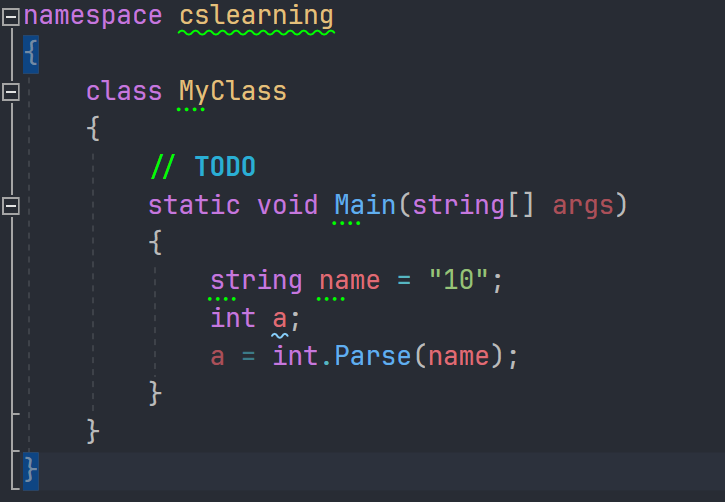 namespace cslearning
{
    class MyClass
    {
        // TODO
        static void Main(string[] args)
        {
            string name = "10";
            int a;
            a = int.Parse(name);
        }
    }
}